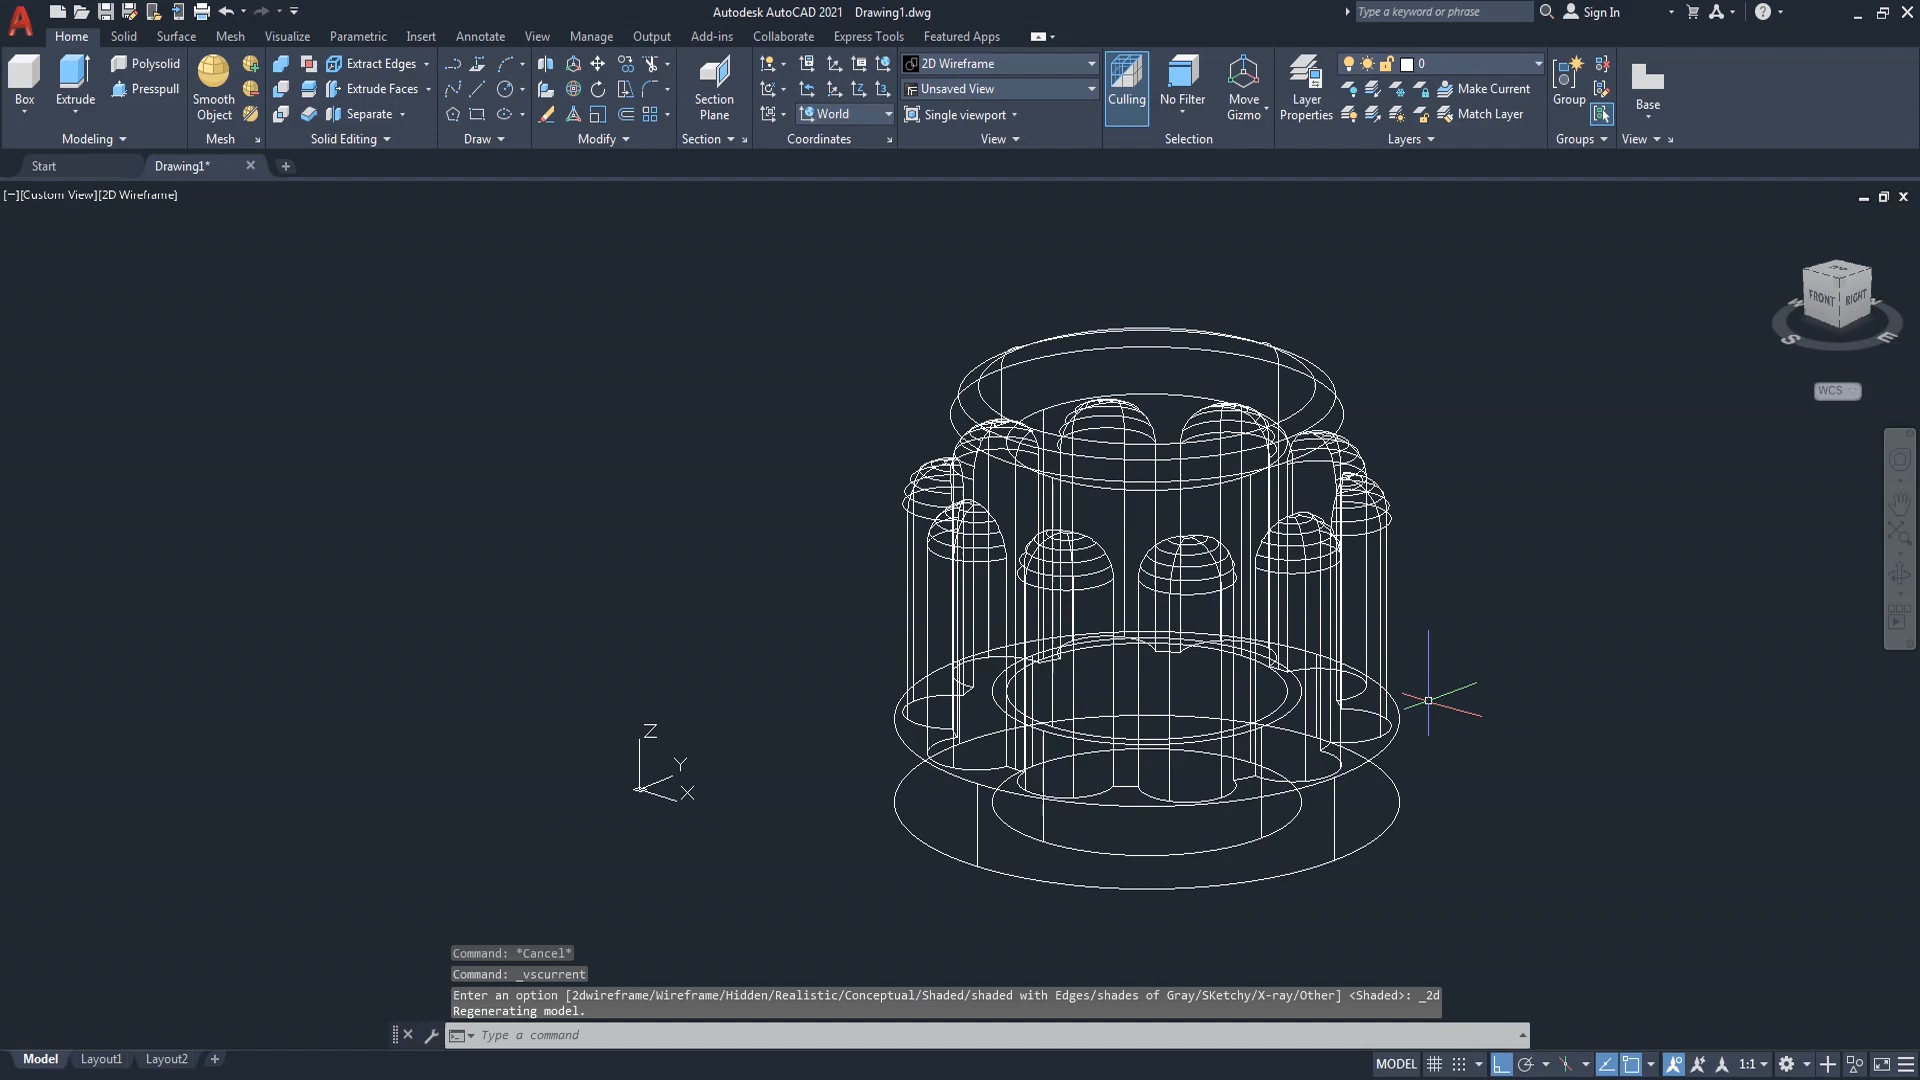 Autodesk AutoCAD 2021 Drawing1.dwg
Type a keyword or phrase
Sign In
Home Solid Surface Mesh Visualize Parametric Insert Annotate View Manage Output Add-ins Collaborate Express Tools Featured Apps
Box
Extrude
Polysolid
Presspull
Modeling
Smooth Object
Mesh
Extract Edges
Extrude Faces
Separate
Solid Editing
Draw
Modify
Section Plane
Section
World
Coordinates
2D Wireframe
Unsaved View
Single viewport
View
Culling
No Filter
Move Gizmo
Selection
Layer Properties
0
Make Current
Match Layer
Layers
Group
Groups
Base
View
Start
Drawing1*
[−][Custom View][2D Wireframe]
FRONT
RIGHT
S
E
WCS
Z
Y
X
Command: *Cancel*
Command: _vscurrent
Enter an option [2dwireframe/Wireframe/Hidden/Realistic/Conceptual/Shaded/shaded with Edges/shades of Gray/SKetchy/X-ray/Other] <Shaded>: _2d
Regenerating model.
Type a command
Model Layout1 Layout2
MODEL
1:1